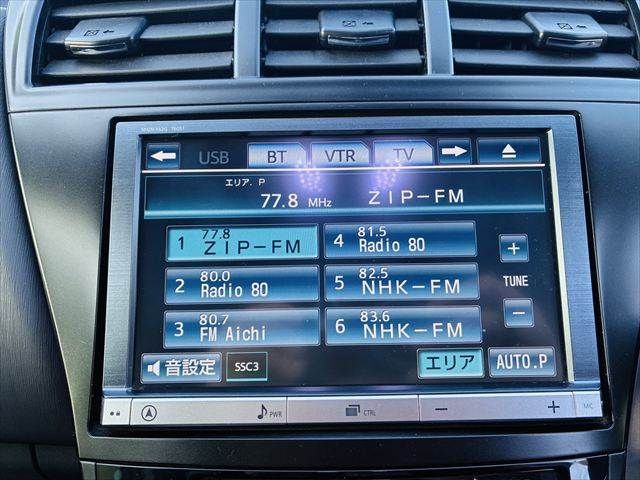 USB BT VTR TV
エリア. P
77.8 MHz ZIP-FM
1 77.8 ZIP-FM
4 81.5 Radio 80
2 80.0 Radio 80
5 82.5 NHK-FM
3 80.7 FM Aichi
6 83.6 NHK-FM
+
TUNE
-
音設定 SSC3 エリア AUTO.P
PWR CTRL - + MC